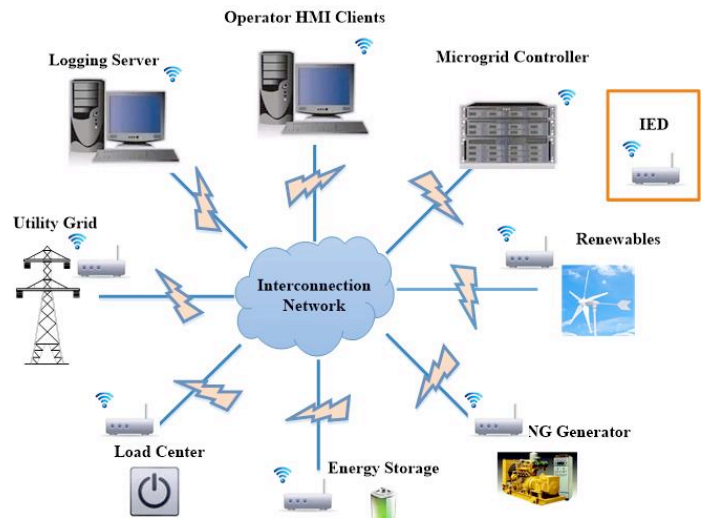 Operator HMI Clients
Logging Server
Microgrid Controller
IED
Utility Grid
Renewables
Interconnection
Network
Load Center
Energy Storage
NG Generator